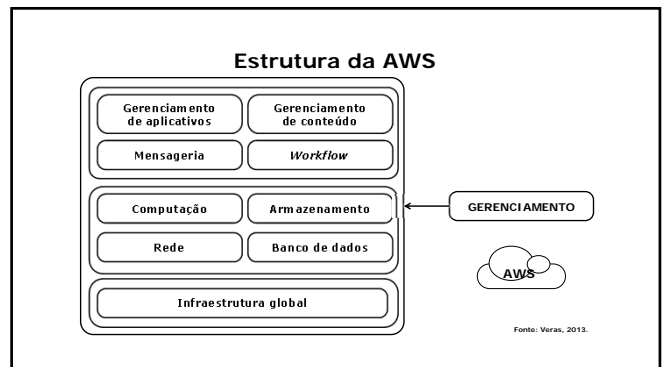 Estrutura da AWS
Gerenciamento
de aplicativos
Gerenciamento
de conteúdo
Mensageria
Workflow
Computação
Armazenamento
Rede
Banco de dados
Infraestrutura global
GERENCIAMENTO
AWS
Fonte: Veras, 2013.